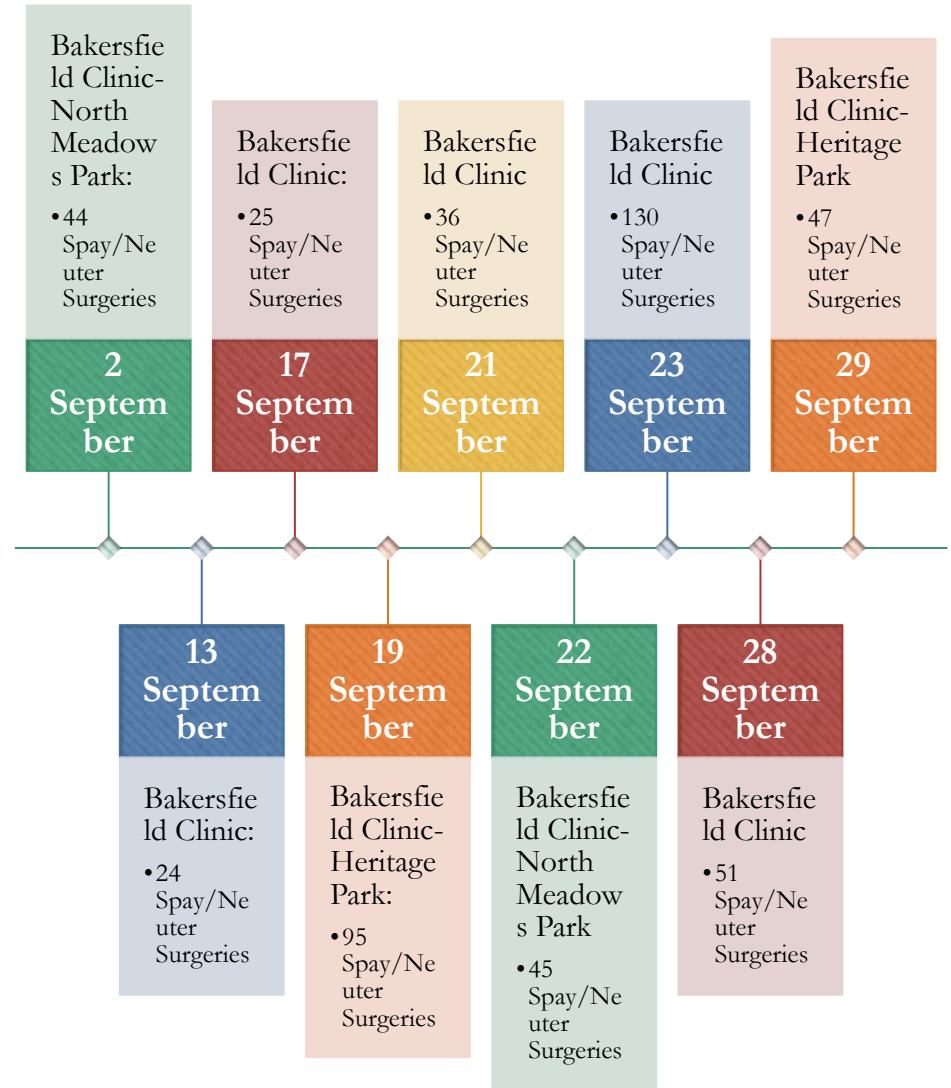 Bakersfie
ld Clinic-
North
Meadow
s Park:
•44
Spay/Ne
uter
Surgeries
2
Septem
ber
13
Septem
ber
Bakersfie
ld Clinic:
•24
Spay/Ne
uter
Surgeries
Bakersfie
ld Clinic:
•25
Spay/Ne
uter
Surgeries
17
Septem
ber
19
Septem
ber
Bakersfie
ld Clinic-
Heritage
Park:
•95
Spay/Ne
uter
Surgeries
Bakersfie
ld Clinic
•36
Spay/Ne
uter
Surgeries
21
Septem
ber
22
Septem
ber
Bakersfie
ld Clinic-
North
Meadow
s Park
•45
Spay/Ne
uter
Surgeries
Bakersfie
ld Clinic
•130
Spay/Ne
uter
Surgeries
23
Septem
ber
28
Septem
ber
Bakersfie
ld Clinic
•51
Spay/Ne
uter
Surgeries
Bakersfie
ld Clinic-
Heritage
Park
•47
Spay/Ne
uter
Surgeries
29
Septem
ber